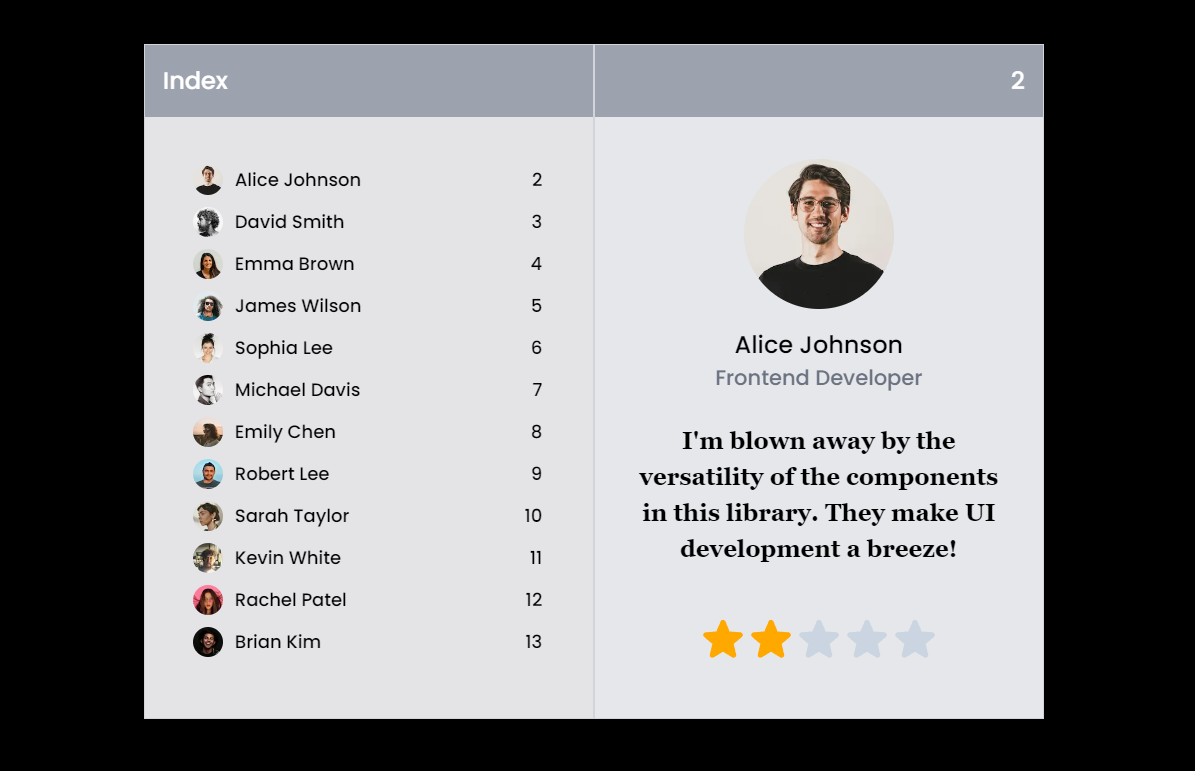 Index
2
Alice Johnson 2
David Smith 3
Emma Brown 4
James Wilson 5
Sophia Lee 6
Michael Davis 7
Emily Chen 8
Robert Lee 9
Sarah Taylor 10
Kevin White 11
Rachel Patel 12
Brian Kim 13
Alice Johnson
Frontend Developer
I'm blown away by the
versatility of the components
in this library. They make UI
development a breeze!